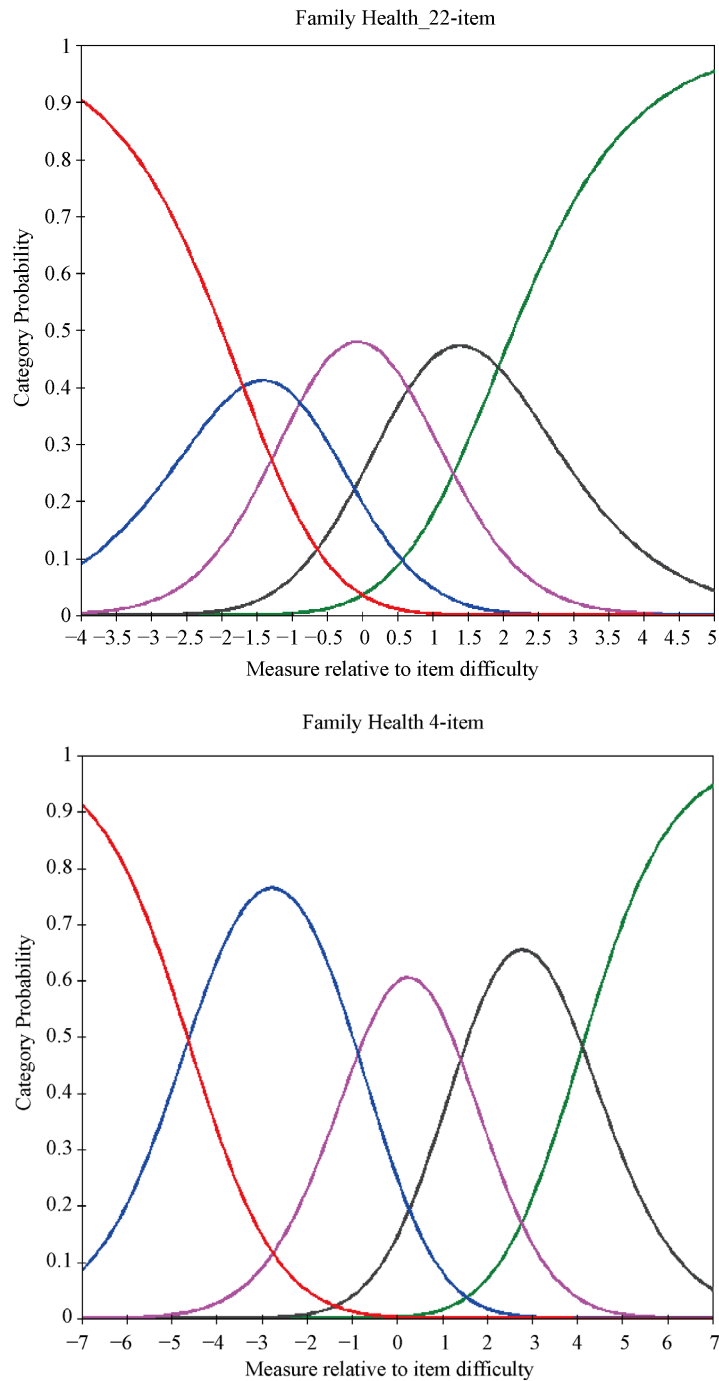 Family Health_22-item
1
0.9
0.8
0.7
0.6
0.5
0.4
0.3
0.2
0.1
0
Category Probability
−4 −3.5 −3 −2.5 −2 −1.5 −1 −0.5 0 0.5 1 1.5 2 2.5 3 3.5 4 4.5 5
Measure relative to item difficulty
Family Health 4-item
1
0.9
0.8
0.7
0.6
0.5
0.4
0.3
0.2
0.1
0
Category Probability
−7 −6 −5 −4 −3 −2 −1 0 1 2 3 4 5 6 7
Measure relative to item difficulty